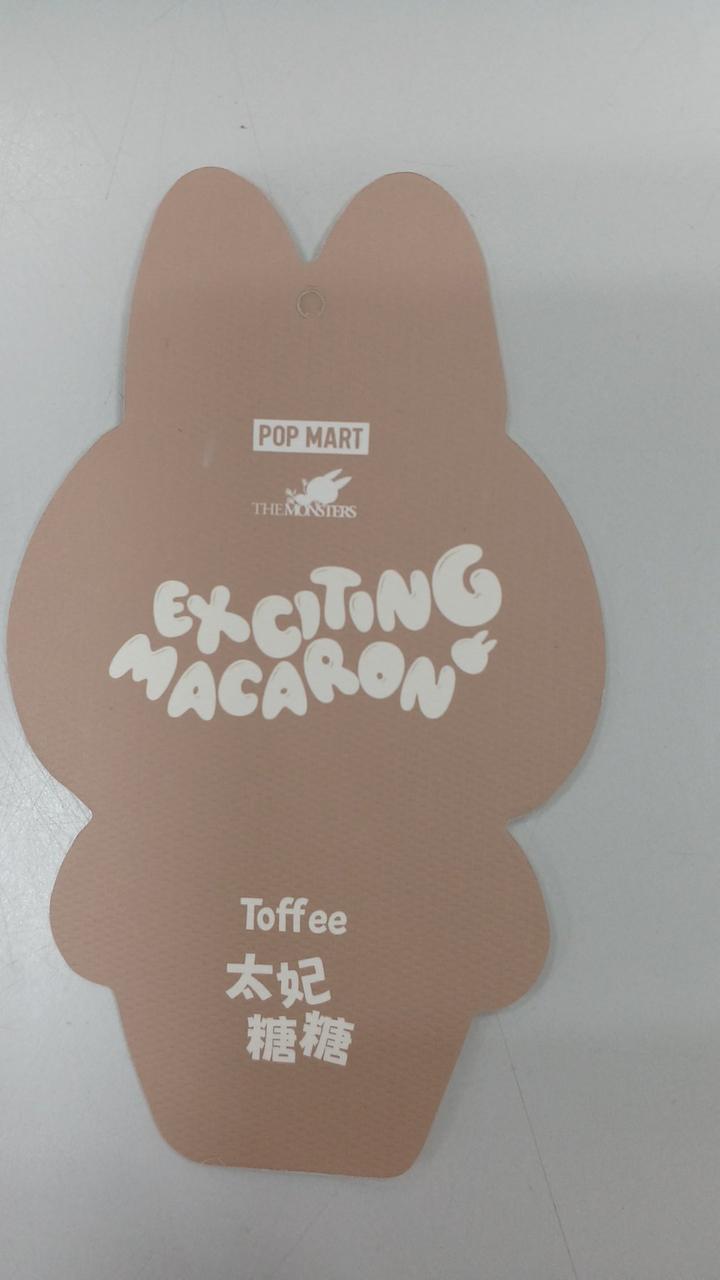 POP MART
THE MONSTERS
EXCITING
MACARON
Toffee
太妃
糖糖